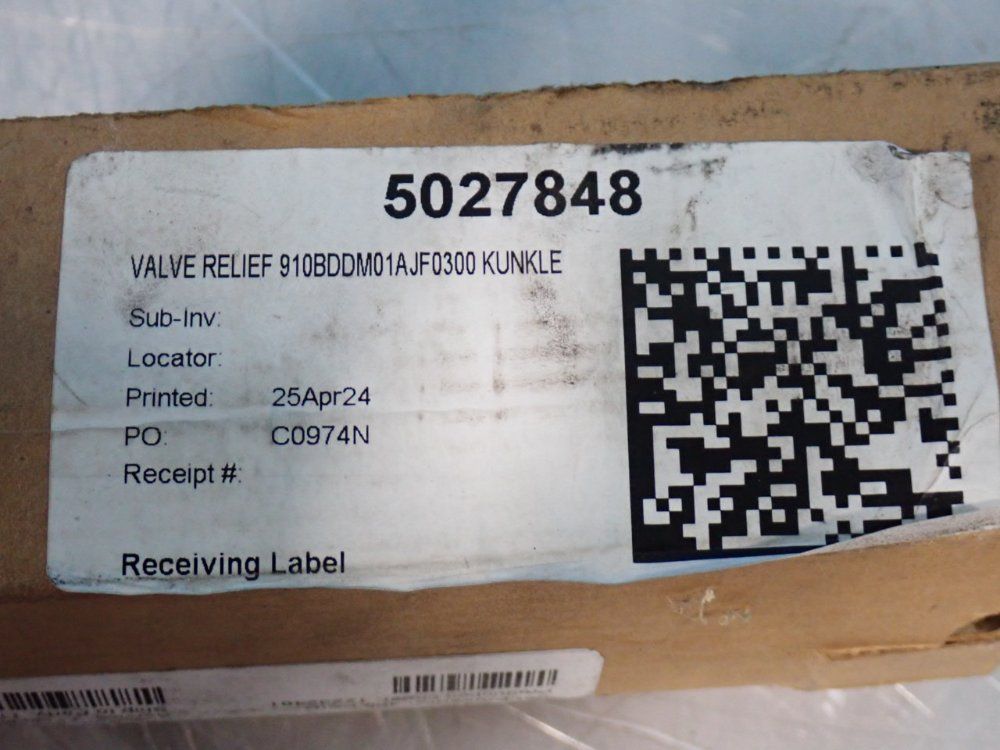 5027848
VALVE RELIEF 910BDDM01AJF0300 KUNKLE
Sub-Inv:
Locator:
Printed: 25Apr24
PO: C0974N
Receipt #:
Receiving Label